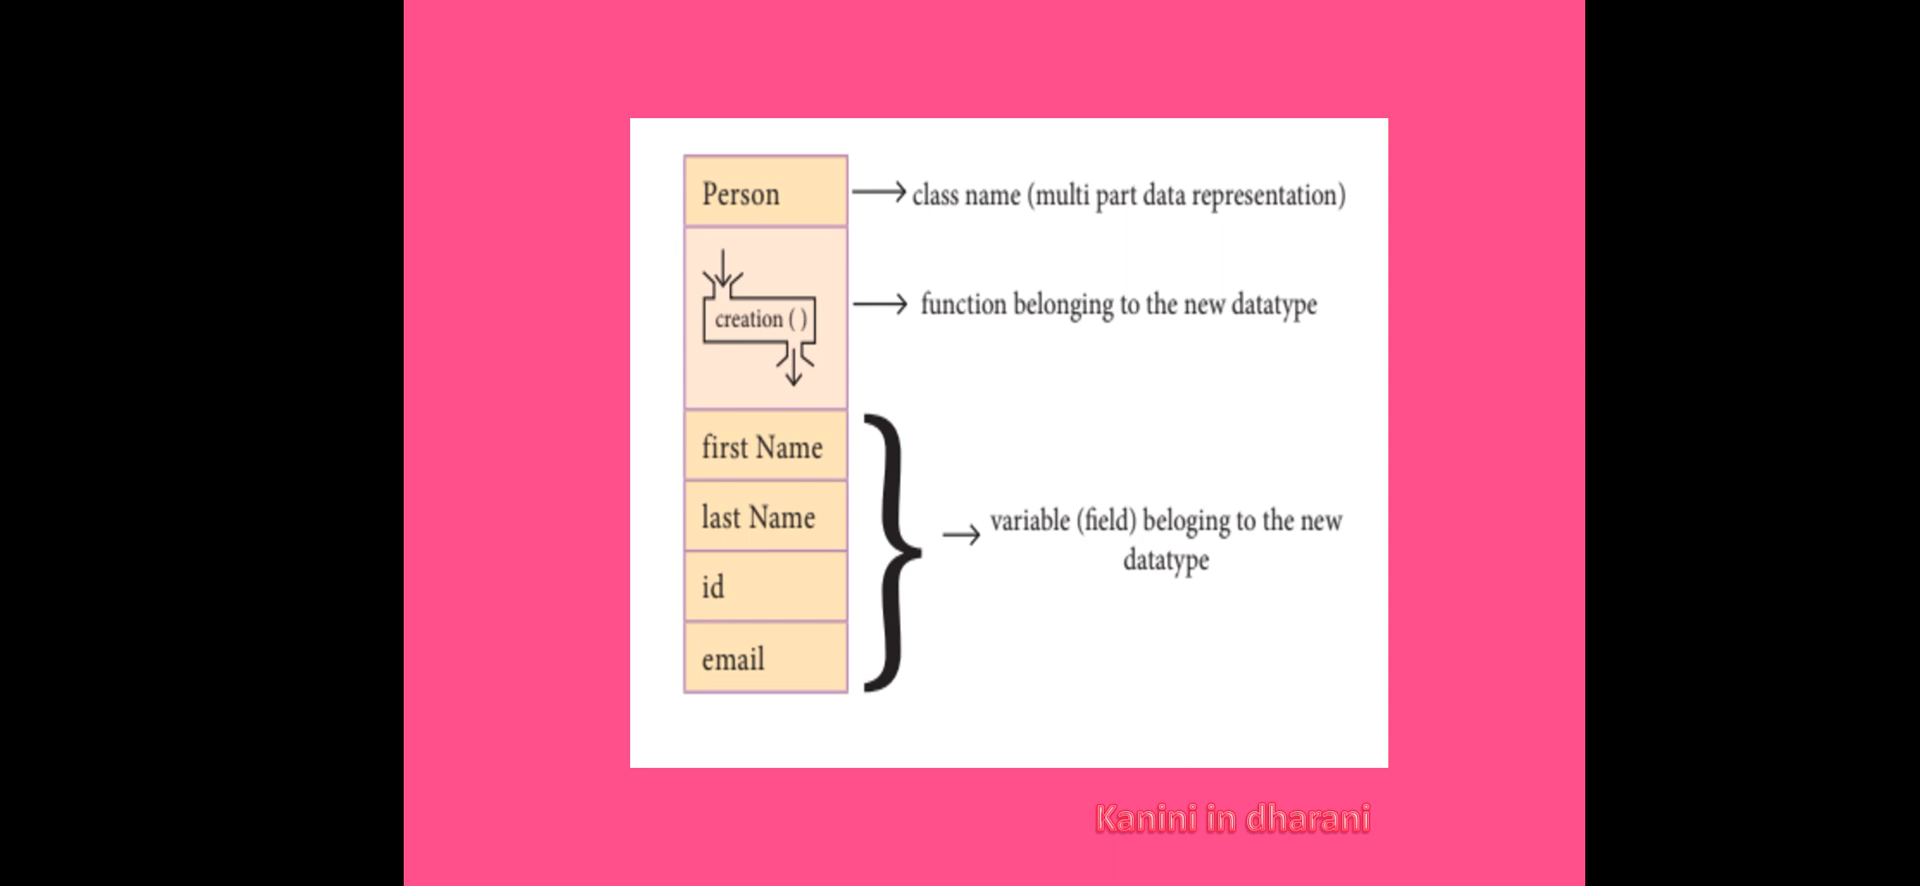 Person
class name (multi part data representation)
creation ( )
function belonging to the new datatype
first Name
last Name
id
email
variable (field) beloging to the new
datatype
Kanini in dharani